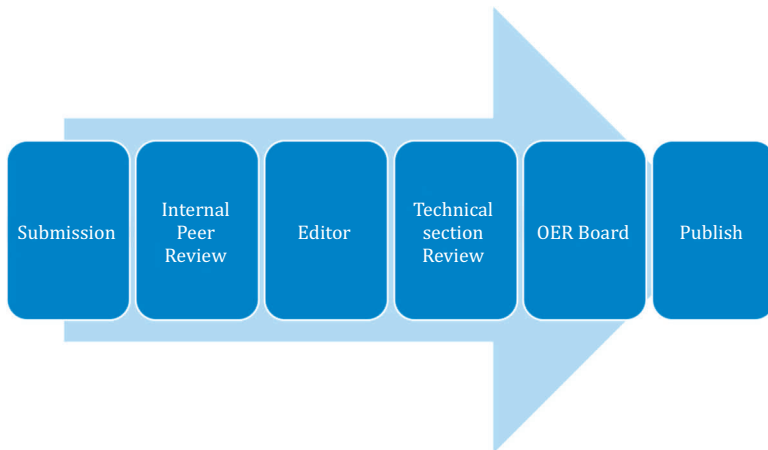 Submission
Internal
Peer
Review
Editor
Technical
section
Review
OER Board
Publish